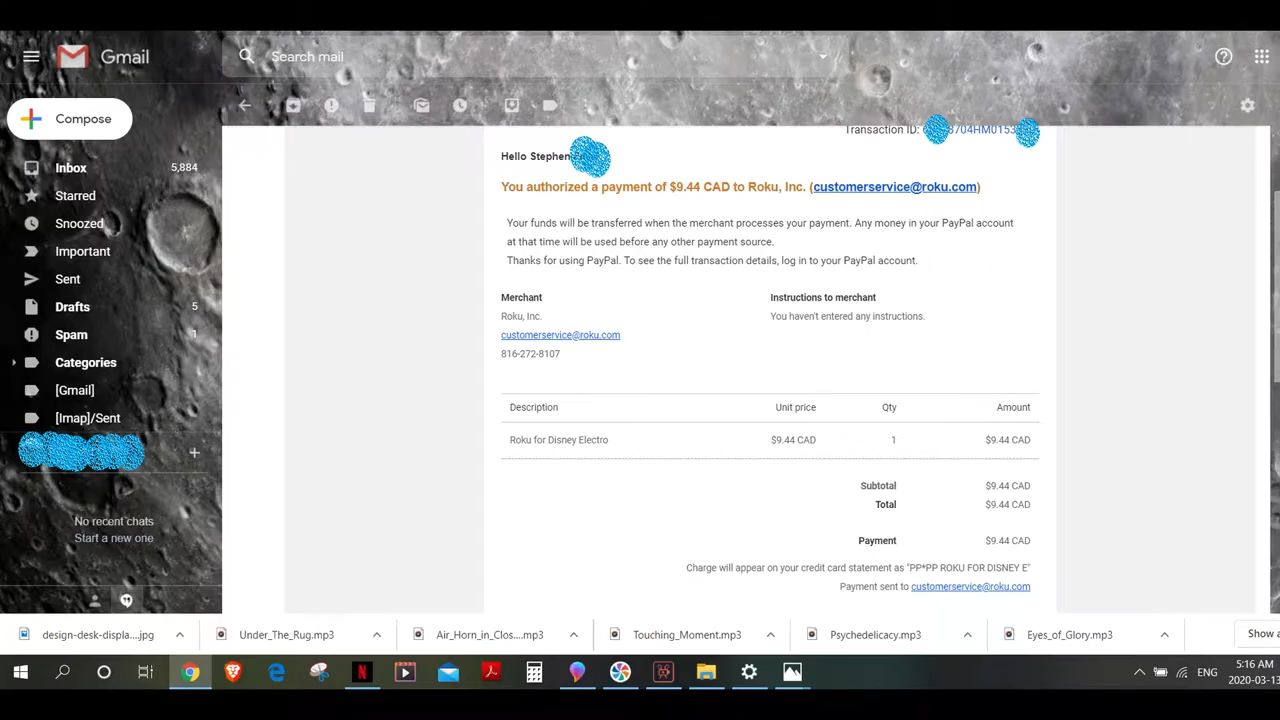 Gmail
Search mail
Compose
Inbox 5,884
Starred
Snoozed
Important
Sent
Drafts 5
Spam 1
Categories
[Gmail]
[Imap]/Sent
No recent chats
Start a new one
Transaction ID: 8704HM0153
Hello Stephen
You authorized a payment of $9.44 CAD to Roku, Inc. (customerservice@roku.com)
Your funds will be transferred when the merchant processes your payment. Any money in your PayPal account
at that time will be used before any other payment source.
Thanks for using PayPal. To see the full transaction details, log in to your PayPal account.
Merchant
Roku, Inc.
customerservice@roku.com
816-272-8107
Instructions to merchant
You haven't entered any instructions.
Description Unit price Qty Amount
Roku for Disney Electro $9.44 CAD 1 $9.44 CAD
Subtotal $9.44 CAD
Total $9.44 CAD
Payment $9.44 CAD
Charge will appear on your credit card statement as "PP*PP ROKU FOR DISNEY E"
Payment sent to customerservice@roku.com
design-desk-displa....jpg Under_The_Rug.mp3 Air_Horn_in_Clos....mp3 Touching_Moment.mp3 Psychedelicacy.mp3 Eyes_of_Glory.mp3 Show a
ENG
5:16 AM
2020-03-13